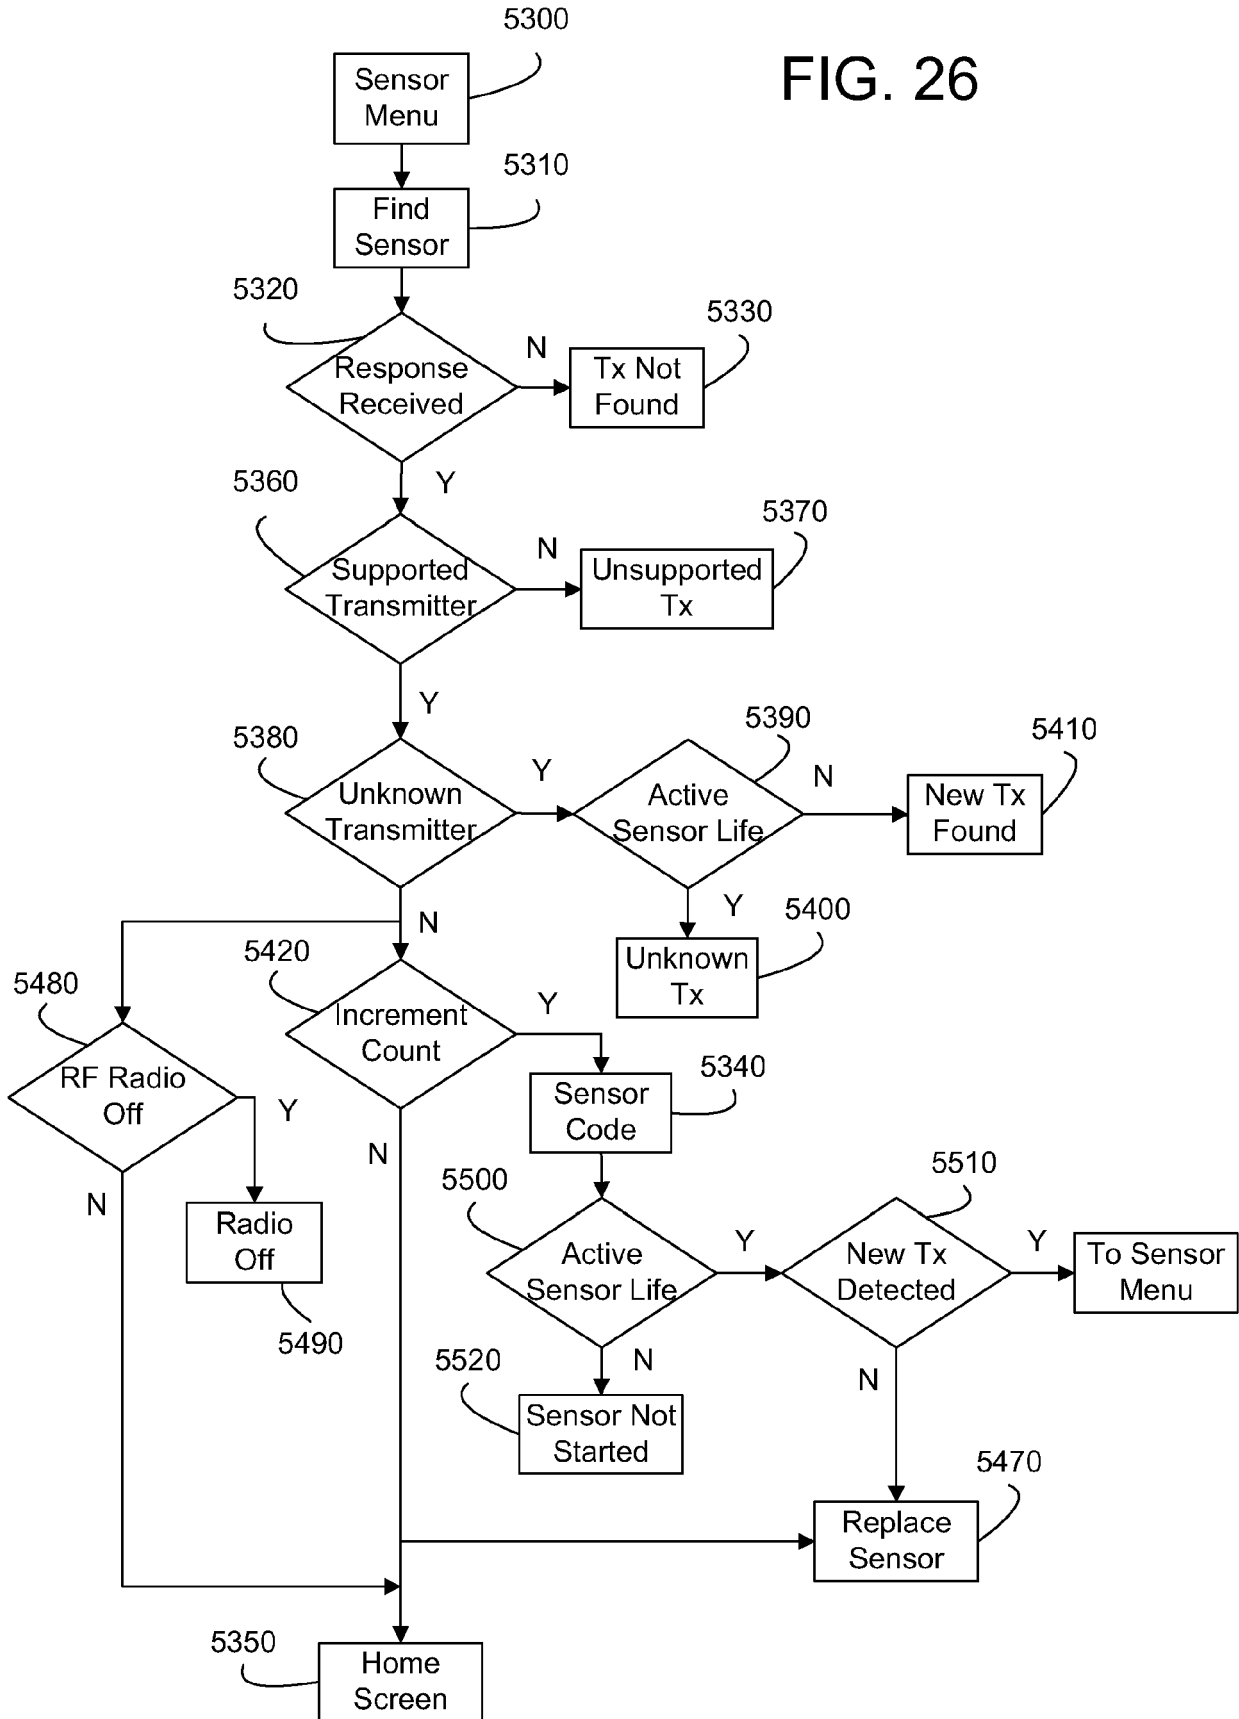 5300
FIG. 26
Sensor
Menu
5310
Find
Sensor
5320
5330
Response
Received
N
Tx Not
Found
Y
5360
5370
Supported
Transmitter
N
Unsupported
Tx
Y
5380
5390
5410
Unknown
Transmitter
Y
Active
Sensor Life
N
New Tx
Found
N
Y
5400
Unknown
Tx
5480
5420
Increment
Count
Y
RF Radio
Off
Y
N
N
5340
Sensor
Code
Radio
Off
5490
5500
5510
Active
Sensor Life
Y
New Tx
Detected
Y
To Sensor
Menu
N
N
5520
Sensor Not
Started
5470
Replace
Sensor
5350
Home
Screen